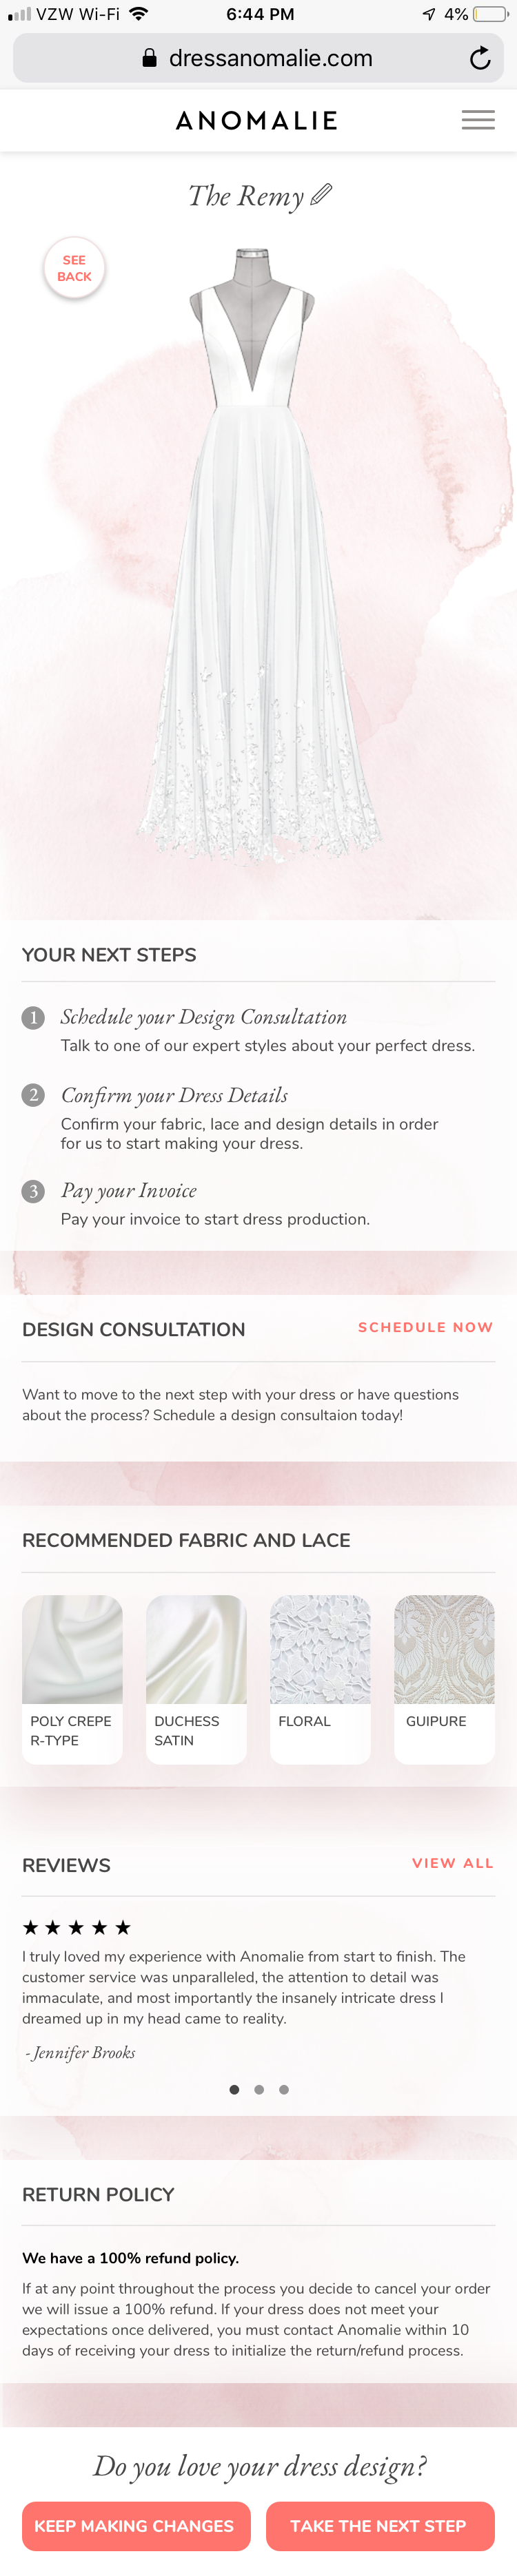 VZW Wi-Fi 6:44 PM 4%
dressanomalie.com
ANOMALIE
The Remy
SEE
BACK
YOUR NEXT STEPS
1 Schedule your Design Consultation
Talk to one of our expert styles about your perfect dress.
2 Confirm your Dress Details
Confirm your fabric, lace and design details in order
for us to start making your dress.
3 Pay your Invoice
Pay your invoice to start dress production.
DESIGN CONSULTATION SCHEDULE NOW
Want to move to the next step with your dress or have questions
about the process? Schedule a design consultaion today!
RECOMMENDED FABRIC AND LACE
POLY CREPE
R-TYPE
DUCHESS
SATIN
FLORAL
GUIPURE
REVIEWS VIEW ALL
★ ★ ★ ★ ★
I truly loved my experience with Anomalie from start to finish. The
customer service was unparalleled, the attention to detail was
immaculate, and most importantly the insanely intricate dress I
dreamed up in my head came to reality.
- Jennifer Brooks
RETURN POLICY
We have a 100% refund policy.
If at any point throughout the process you decide to cancel your order
we will issue a 100% refund. If your dress does not meet your
expectations once delivered, you must contact Anomalie within 10
days of receiving your dress to initialize the return/refund process.
Do you love your dress design?
KEEP MAKING CHANGES TAKE THE NEXT STEP